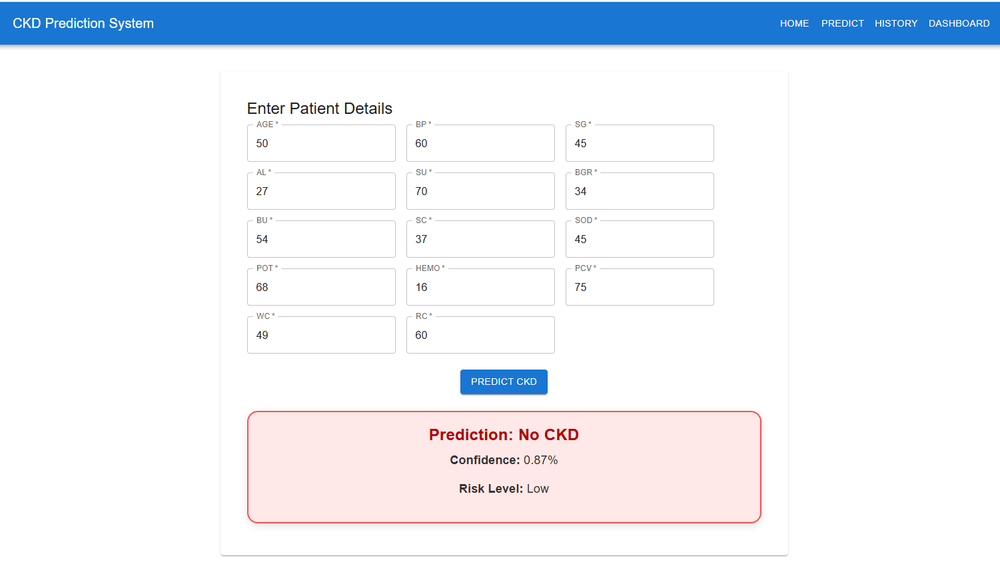 CKD Prediction System
HOME PREDICT HISTORY DASHBOARD
Enter Patient Details
AGE * BP * SG *
50 60 45
AL * SU * BGR *
27 70 34
BU * SC * SOD *
54 37 45
POT * HEMO * PCV *
68 16 75
WC * RC *
49 60
PREDICT CKD
Prediction: No CKD
Confidence: 0.87%
Risk Level: Low